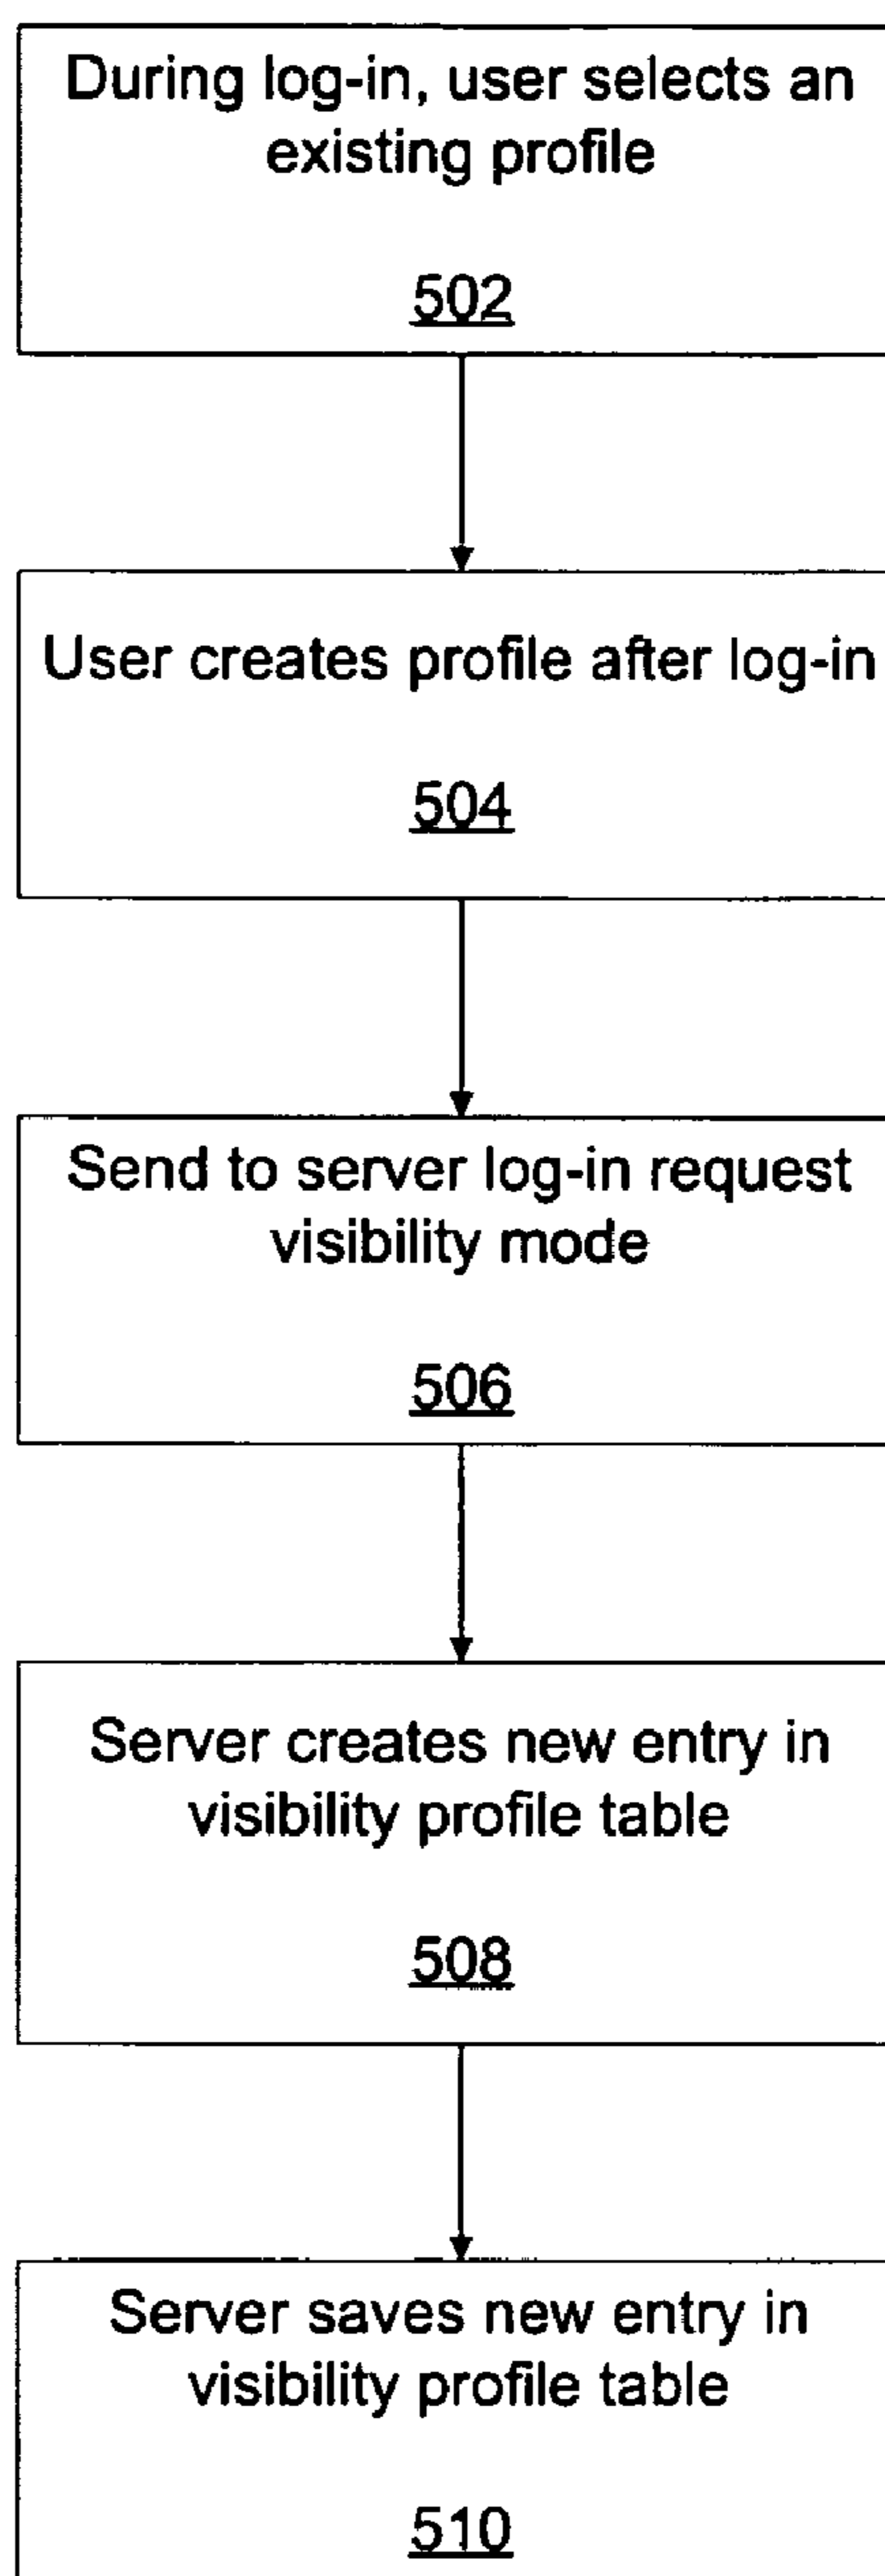 During log-in, user selects an
existing profile
502
User creates profile after log-in
504
Send to server log-in request
visibility mode
506
Server creates new entry in
visibility profile table
508
Server saves new entry in
visibility profile table
510